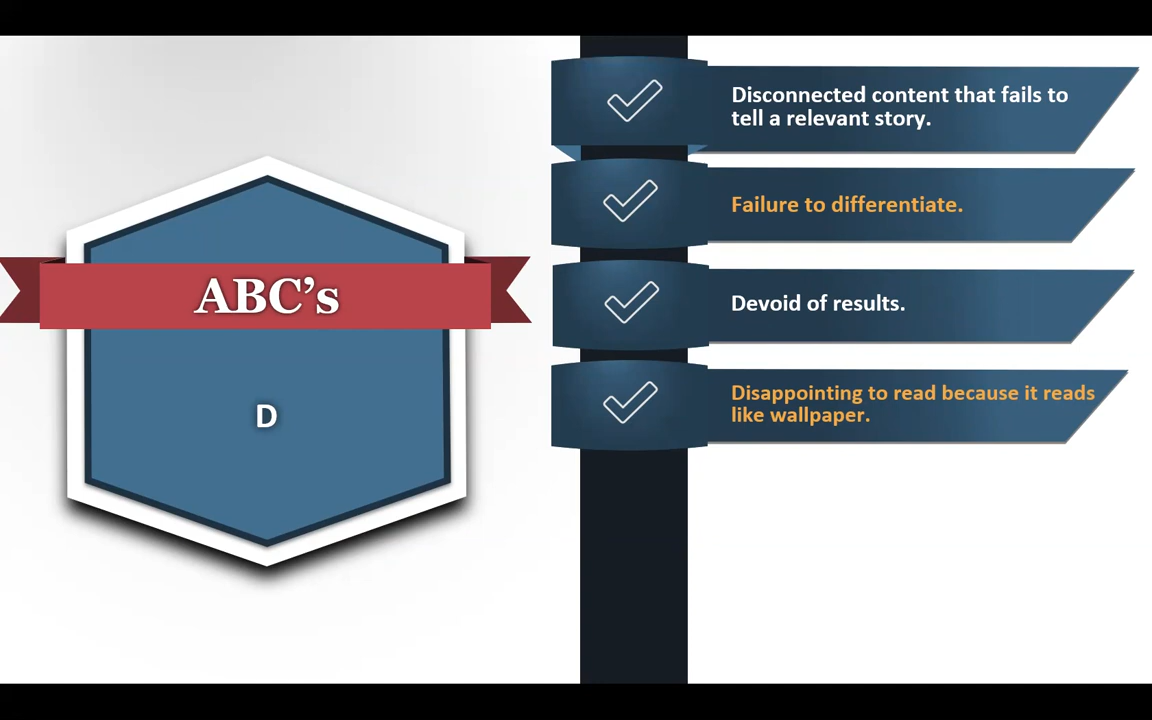 ABC’s
D
Disconnected content that fails to
tell a relevant story.
Failure to differentiate.
Devoid of results.
Disappointing to read because it reads
like wallpaper.